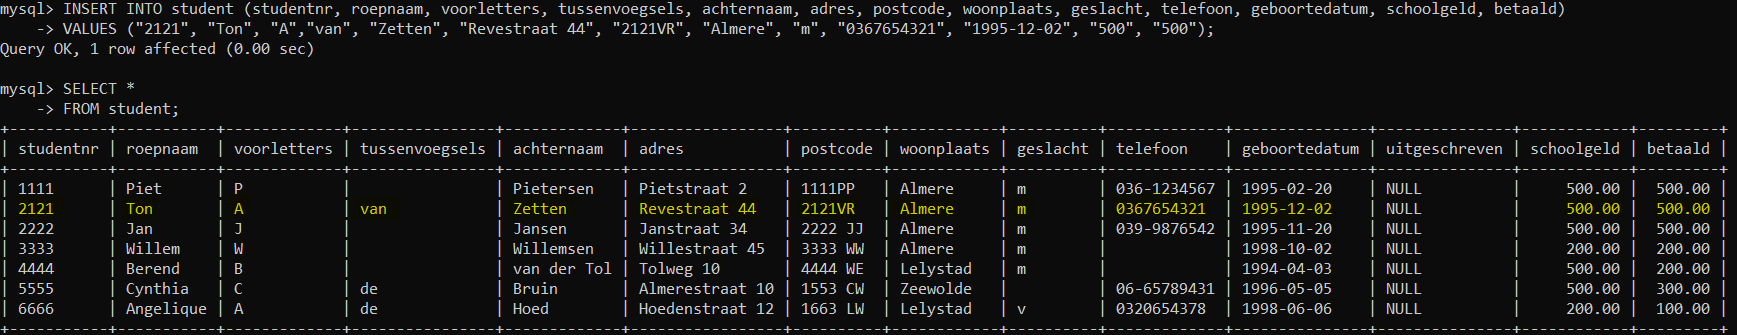 mysql> INSERT INTO student (studentnr, roepnaam, voorletters, tussenvoegsels, achternaam, adres, postcode, woonplaats, geslacht, telefoon, geboortedatum, schoolgeld, betaald)
    -> VALUES ("2121", "Ton", "A","van", "Zetten", "Revestraat 44", "2121VR", "Almere", "m", "0367654321", "1995-12-02", "500", "500");
Query OK, 1 row affected (0.00 sec)

mysql> SELECT *
    -> FROM student;
+-----------+-----------+-------------+----------------+-------------+----------------+----------+------------+----------+-------------+---------------+---------------+------------+---------+
| studentnr | roepnaam  | voorletters | tussenvoegsels | achternaam  | adres          | postcode | woonplaats | geslacht | telefoon    | geboortedatum | uitgeschreven | schoolgeld | betaald |
+-----------+-----------+-------------+----------------+-------------+----------------+----------+------------+----------+-------------+---------------+---------------+------------+---------+
| 1111      | Piet      | P           |                | Pietersen   | Pietstraat 2   | 1111PP   | Almere     | m        | 036-1234567 | 1995-02-20    | NULL          |     500.00 |  500.00 |
| 2121      | Ton       | A           | van            | Zetten      | Revestraat 44  | 2121VR   | Almere     | m        | 0367654321  | 1995-12-02    | NULL          |     500.00 |  500.00 |
| 2222      | Jan       | J           |                | Jansen      | Janstraat 34   | 2222 JJ  | Almere     | m        | 039-9876542 | 1995-11-20    | NULL          |     500.00 |  500.00 |
| 3333      | Willem    | W           |                | Willemsen   | Willestraat 45 | 3333 WW  | Almere     | m        |             | 1998-10-02    | NULL          |     200.00 |  200.00 |
| 4444      | Berend    | B           |                | van der Tol | Tolweg 10      | 4444 WE  | Lelystad   | m        |             | 1994-04-03    | NULL          |     500.00 |  200.00 |
| 5555      | Cynthia   | C           | de             | Bruin       | Almerestraat 10 | 1553 CW  | Zeewolde   |          | 06-65789431 | 1996-05-05    | NULL          |     500.00 |  300.00 |
| 6666      | Angelique | A           | de             | Hoed        | Hoedenstraat 12 | 1663 LW  | Lelystad   | v        | 0320654378  | 1998-06-06    | NULL          |     200.00 |  100.00 |
+-----------+-----------+-------------+----------------+-------------+----------------+----------+------------+----------+-------------+---------------+---------------+------------+---------+